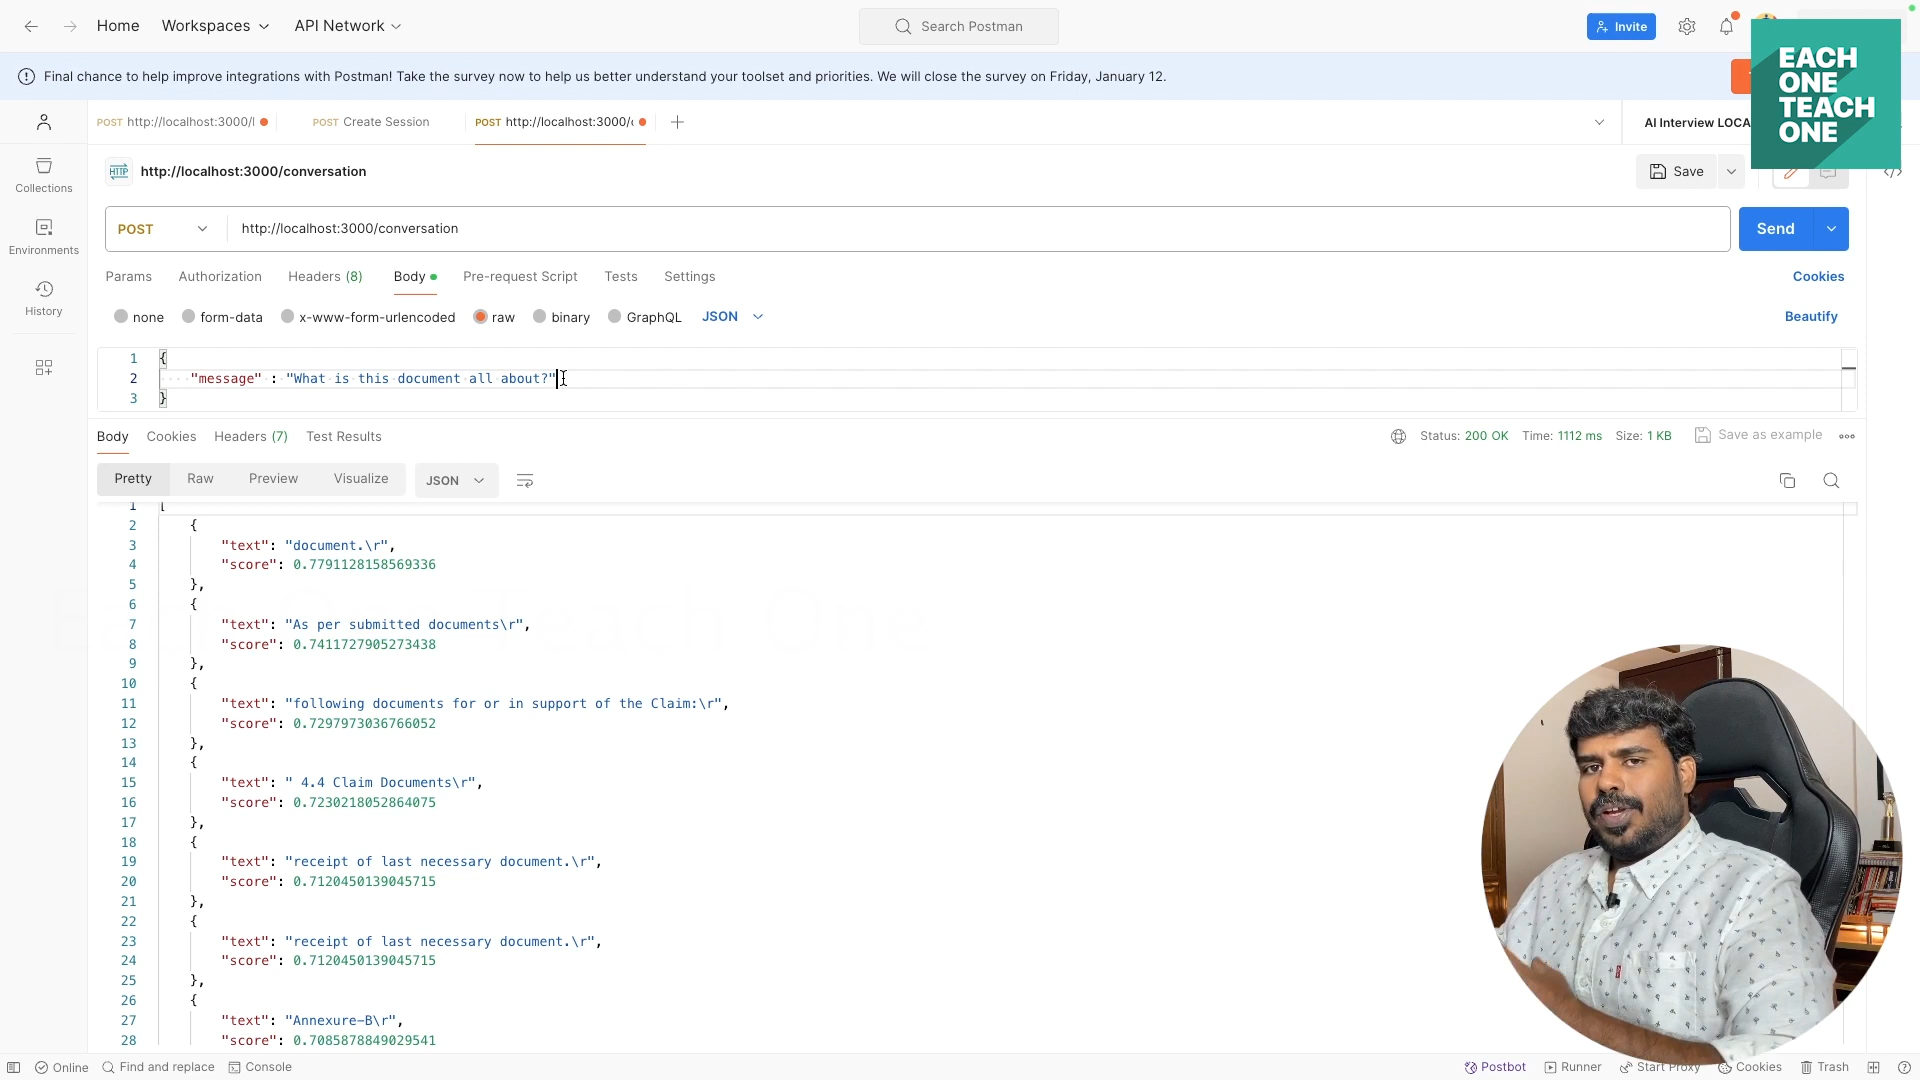 Home Workspaces API Network Search Postman Invite
Final chance to help improve integrations with Postman! Take the survey now to help us better understand your toolset and priorities. We will close the survey on Friday, January 12.
EACH
ONE
TEACH
ONE
POST http://localhost:3000/l POST Create Session POST http://localhost:3000/c AI Interview LOCA
HTTP http://localhost:3000/conversation Save
Collections
Environments
History
POST http://localhost:3000/conversation Send
Params Authorization Headers (8) Body Pre-request Script Tests Settings Cookies
none form-data x-www-form-urlencoded raw binary GraphQL JSON Beautify
1 {
2 "message" : "What is this document all about?"
3 }
Body Cookies Headers (7) Test Results Status: 200 OK Time: 1112 ms Size: 1 KB Save as example
Pretty Raw Preview Visualize JSON
1 [
2 {
3 "text": "document.\r",
4 "score": 0.7791128158569336
5 },
6 {
7 "text": "As per submitted documents\r",
8 "score": 0.7411727905273438
9 },
10 {
11 "text": "following documents for or in support of the Claim:\r",
12 "score": 0.7297973036766052
13 },
14 {
15 "text": " 4.4 Claim Documents\r",
16 "score": 0.7230218052864075
17 },
18 {
19 "text": "receipt of last necessary document.\r",
20 "score": 0.7120450139045715
21 },
22 {
23 "text": "receipt of last necessary document.\r",
24 "score": 0.7120450139045715
25 },
26 {
27 "text": "Annexure-B\r",
28 "score": 0.7085878849029541
Online Find and replace Console Postbot Runner Start Proxy Cookies Trash